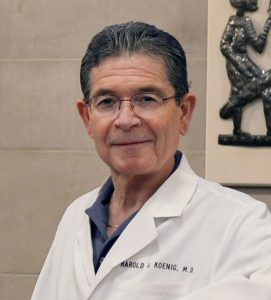 HAROLD G KOENIG, M.D.